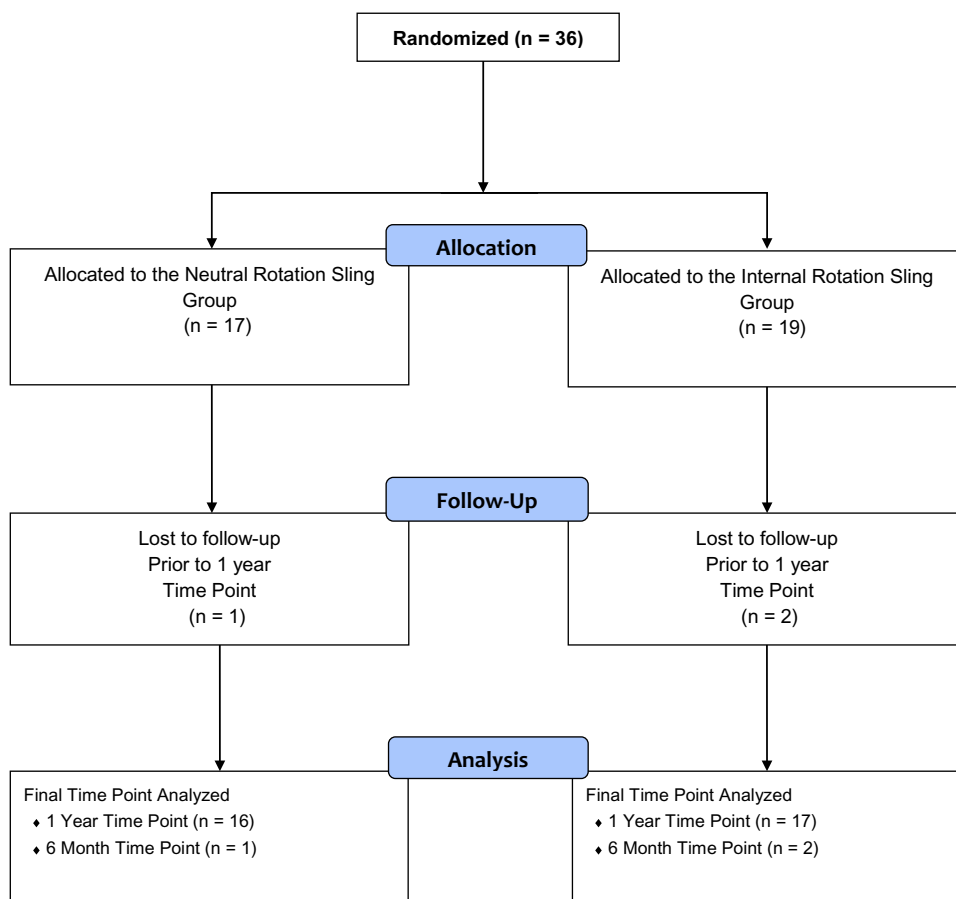 Randomized (n = 36)
Allocation
Allocated to the Neutral Rotation Sling
Group
(n = 17)
Allocated to the Internal Rotation Sling
Group
(n = 19)
Follow-Up
Lost to follow-up
Prior to 1 year
Time Point
(n = 1)
Lost to follow-up
Prior to 1 year
Time Point
(n = 2)
Analysis
Final Time Point Analyzed
♦ 1 Year Time Point (n = 16)
♦ 6 Month Time Point (n = 1)
Final Time Point Analyzed
♦ 1 Year Time Point (n = 17)
♦ 6 Month Time Point (n = 2)